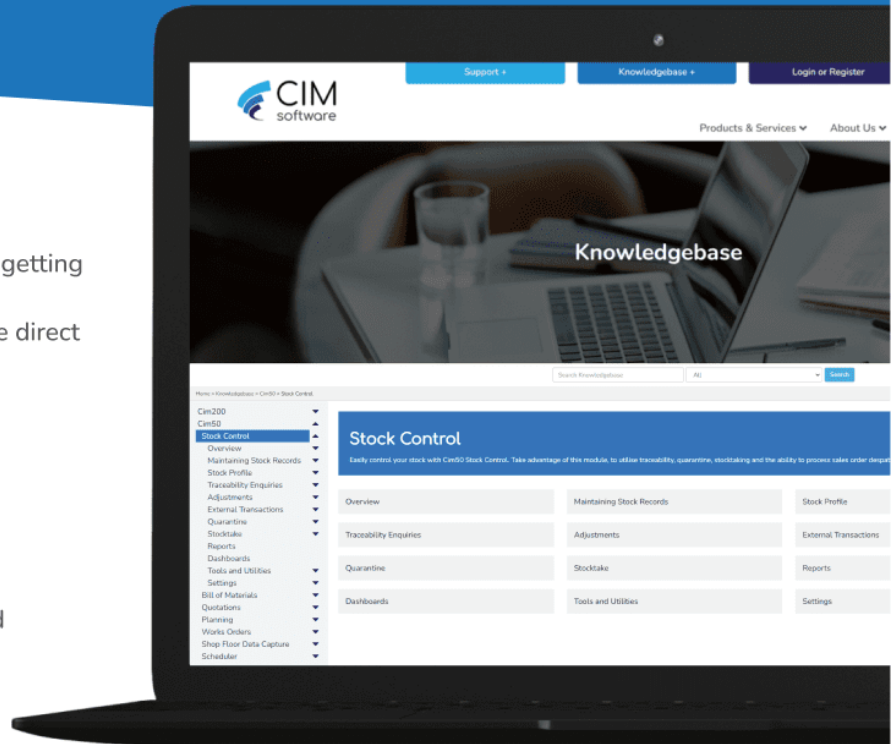 getting
e direct
d
CIM
software
Support +
Knowledgebase +
Login or Register
Products & Services
About Us
Knowledgebase
Search Knowledgebase
All
Search
Home > Knowledgebase > Cim50 > Stock Control
Cim200
Cim50
Stock Control
Overview
Maintaining Stock Records
Stock Profile
Traceability Enquiries
Adjustments
External Transactions
Quarantine
Stocktake
Reports
Dashboards
Tools and Utilities
Settings
Bill of Materials
Quotations
Planning
Works Orders
Shop Floor Data Capture
Scheduler
Stock Control
Easily control your stock with Cim50 Stock Control. Take advantage of this module, to utilise traceability, quarantine, stocktaking and the ability to process sales order despat
Overview
Maintaining Stock Records
Stock Profile
Traceability Enquiries
Adjustments
External Transactions
Quarantine
Stocktake
Reports
Dashboards
Tools and Utilities
Settings